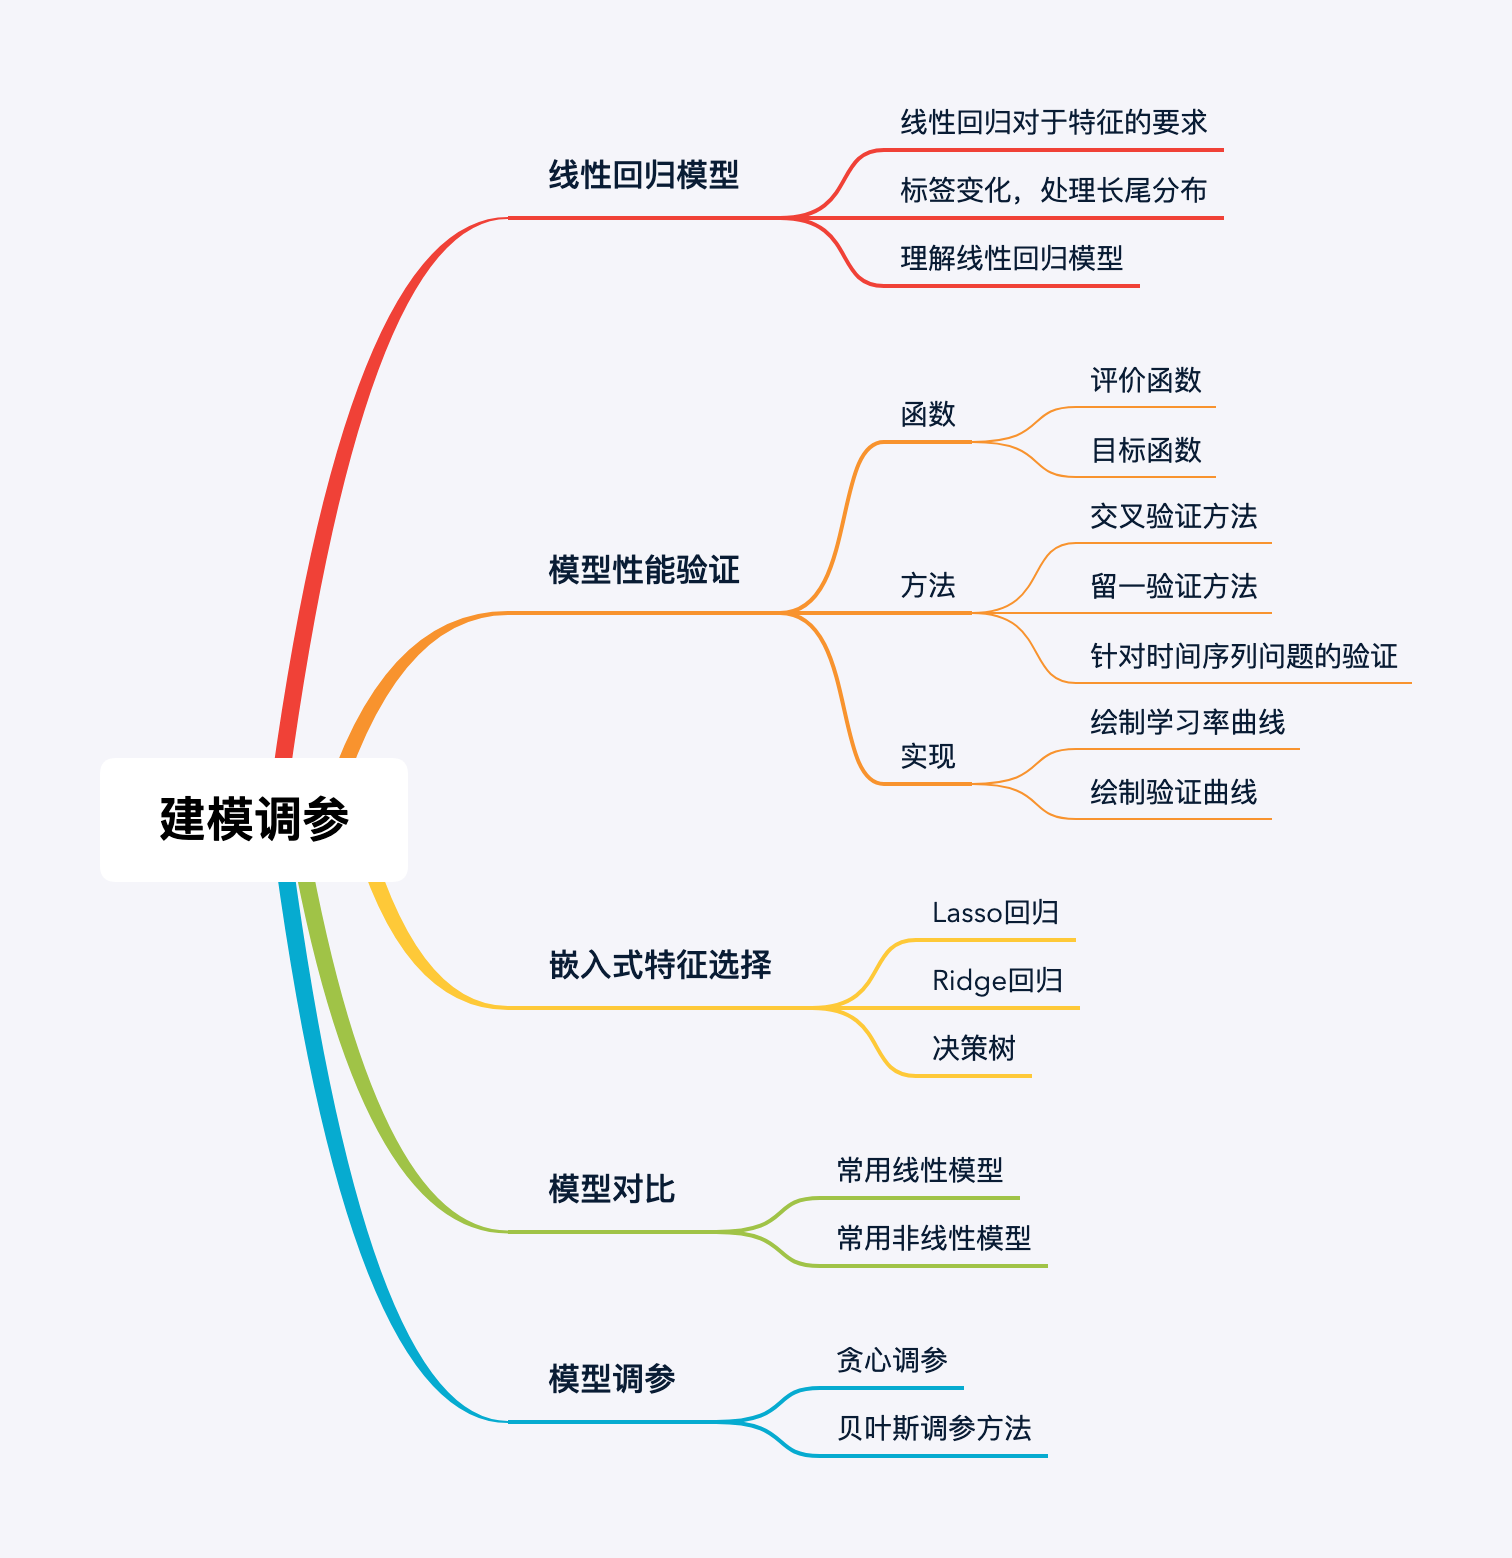 建模调参
线性回归模型
线性回归对于特征的要求
标签变化，处理长尾分布
理解线性回归模型
模型性能验证
函数
评价函数
目标函数
方法
交叉验证方法
留一验证方法
针对时间序列问题的验证
实现
绘制学习率曲线
绘制验证曲线
嵌入式特征选择
Lasso回归
Ridge回归
决策树
模型对比
常用线性模型
常用非线性模型
模型调参
贪心调参
贝叶斯调参方法